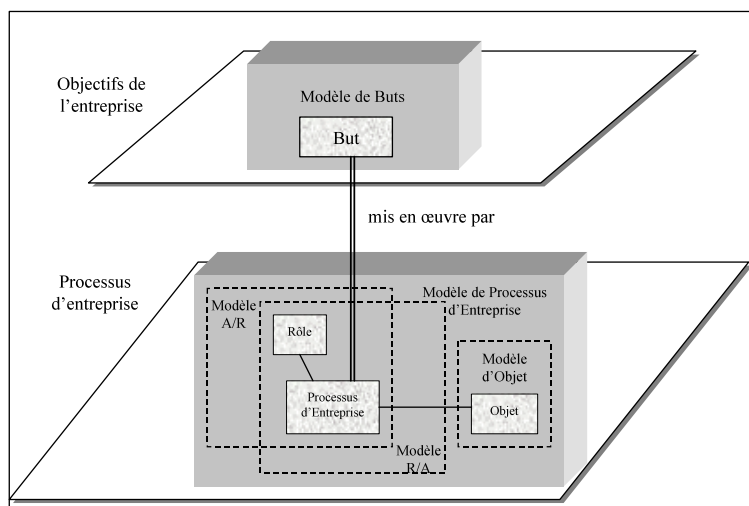 Objectifs de
l'entreprise
Modèle de Buts
But
mis en œuvre par
Processus
d'entreprise
Modèle de Processus
d'Entreprise
Modèle
A/R
Rôle
Processus
d'Entreprise
Modèle
R/A
Modèle
d'Objet
Objet